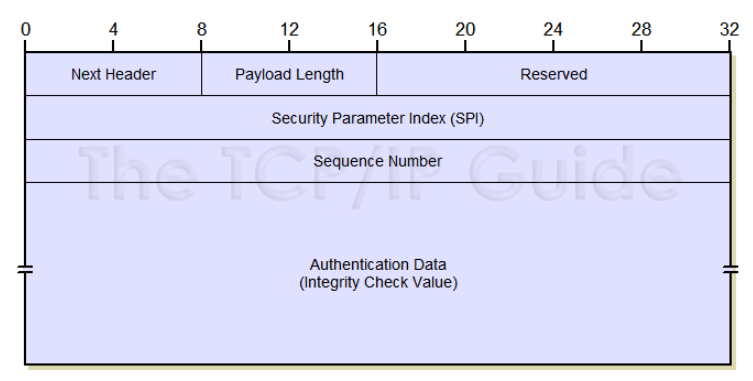 0 4 8 12 16 20 24 28 32
Next Header Payload Length Reserved
Security Parameter Index (SPI)
Sequence Number
The TCP/IP Guide
Authentication Data
(Integrity Check Value)